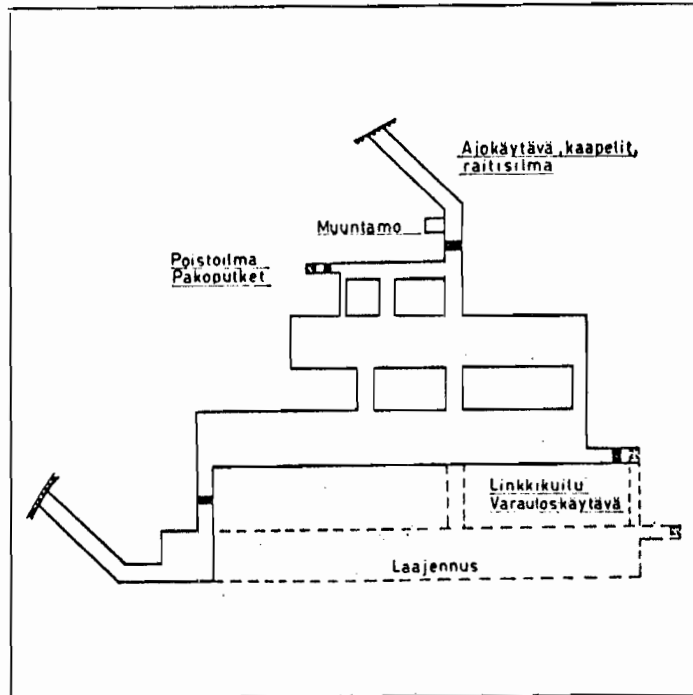 Ajokäytävä, kaapelit,
raitisilma
Muuntamo
Poistoilma
Pakoputket
Linkkikuilu
Varauloskäytävä
Laajennus